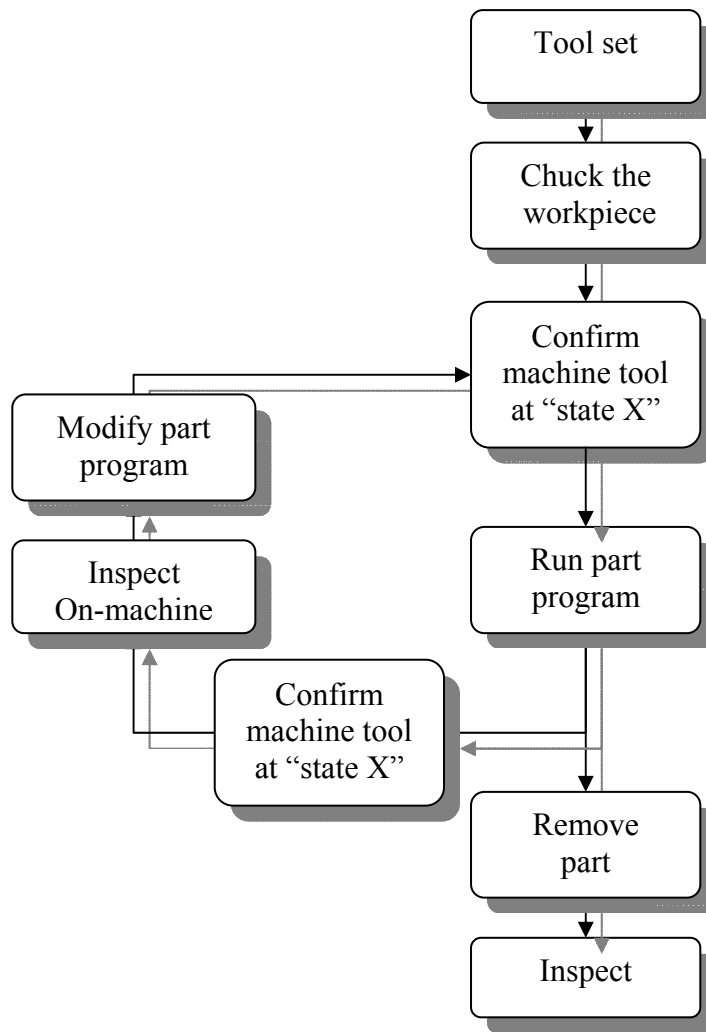 Tool set
Chuck the
workpiece
Confirm
machine tool
at “state X”
Modify part
program
Run part
program
Inspect
On-machine
Confirm
machine tool
at “state X”
Remove
part
Inspect